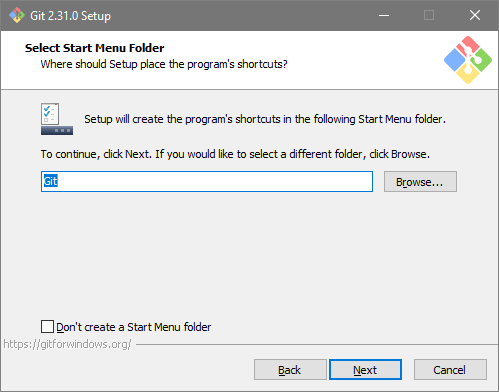 Git 2.31.0 Setup
Select Start Menu Folder
Where should Setup place the program's shortcuts?
Setup will create the program's shortcuts in the following Start Menu folder.
To continue, click Next. If you would like to select a different folder, click Browse.
Git
Browse...
Don't create a Start Menu folder
https://gitforwindows.org/
Back
Next
Cancel